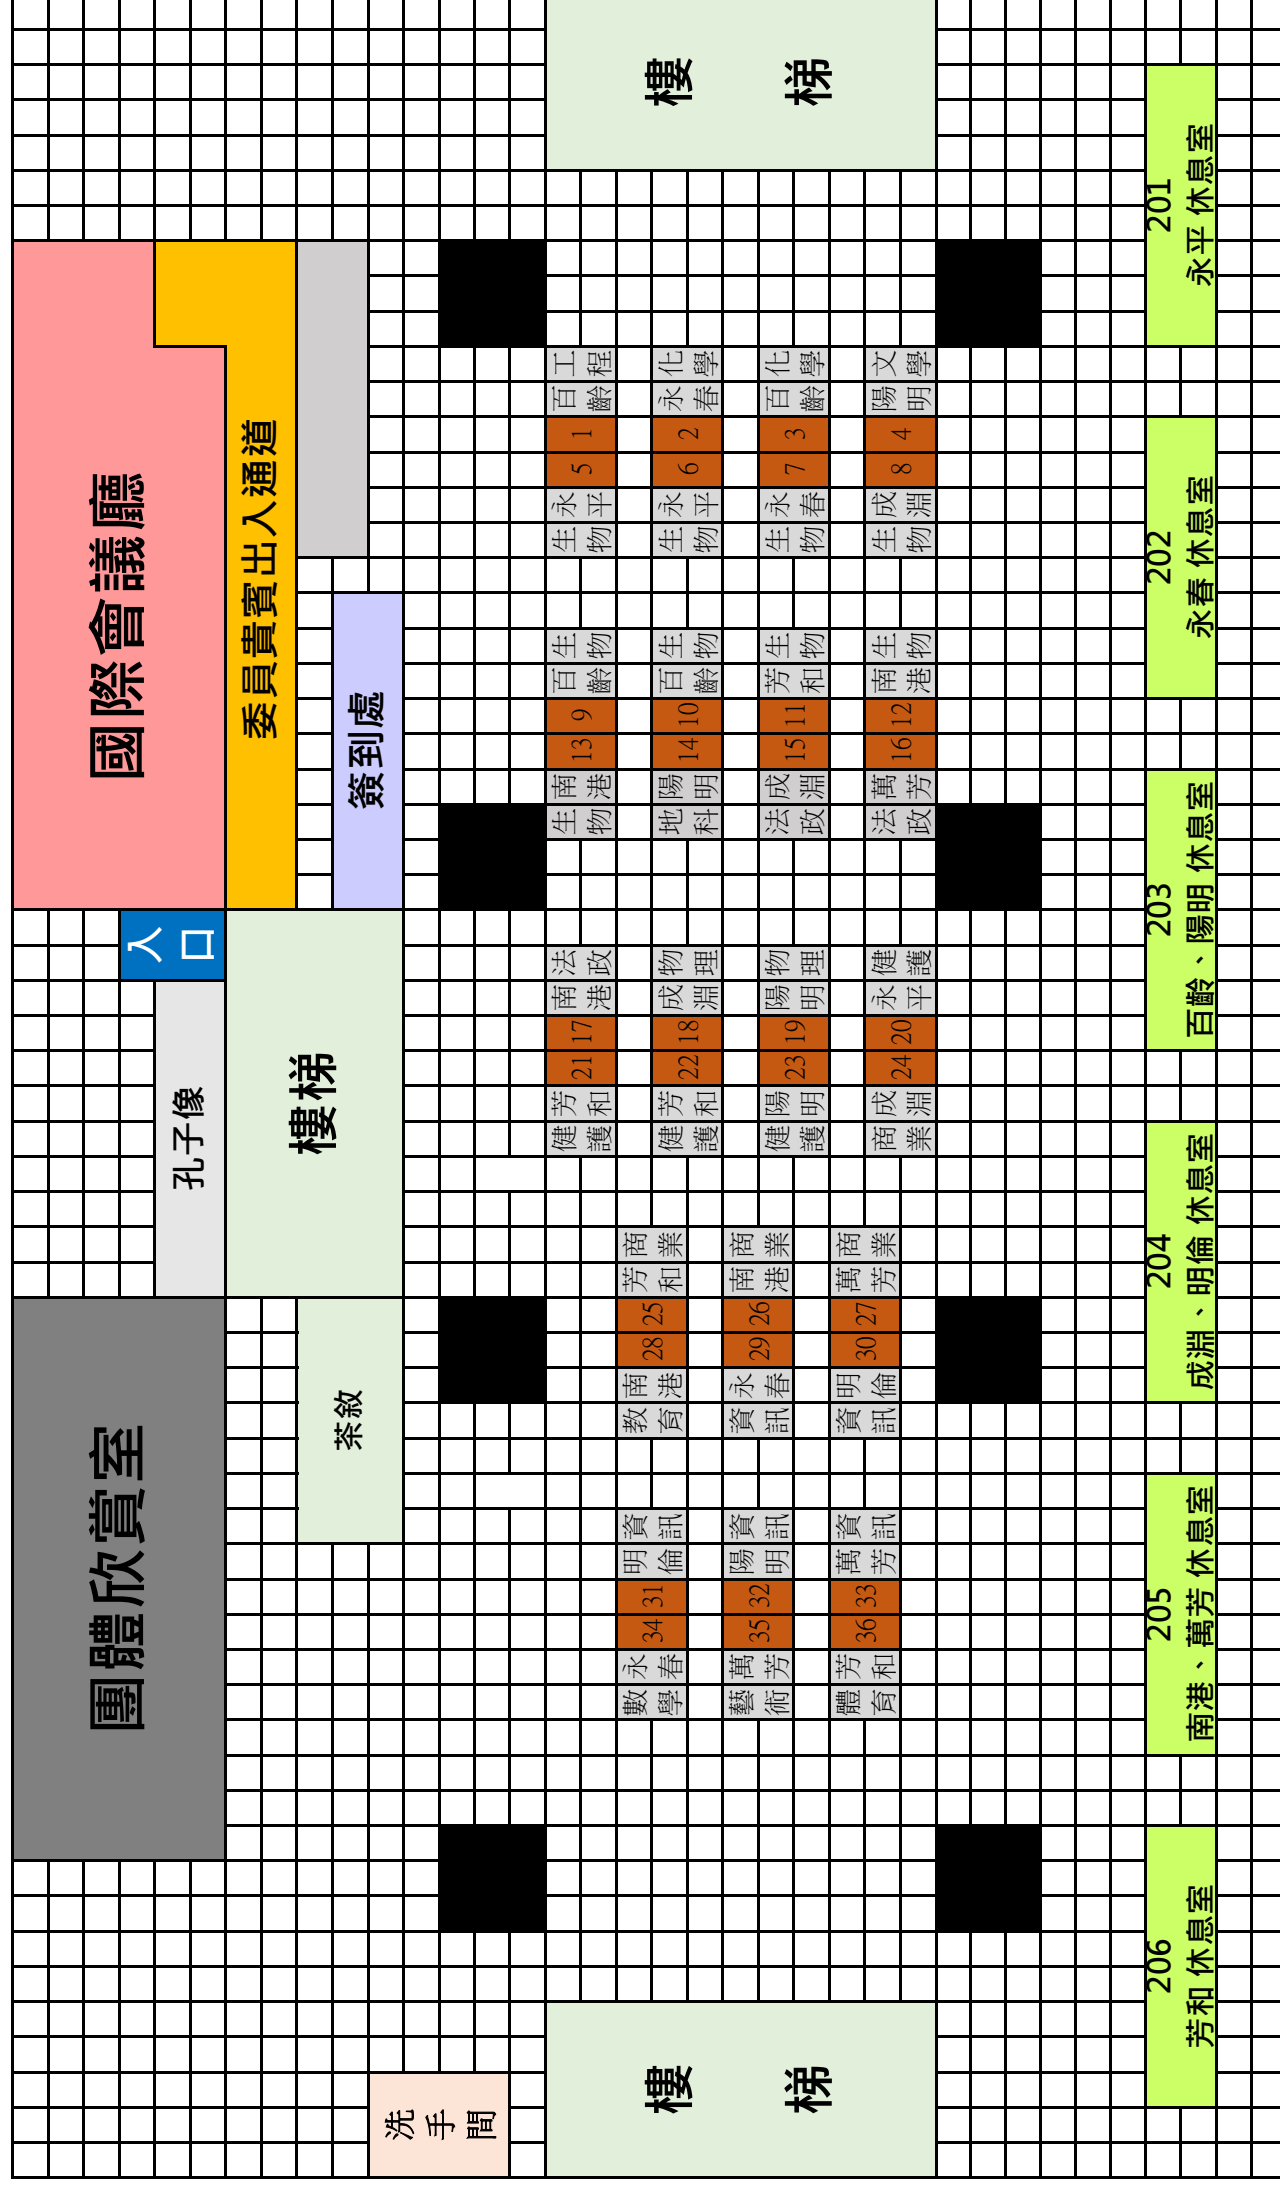 團體欣賞室
國際會議廳
入口
孔子像
委員貴賓出入通道
樓梯
茶敘
簽到處
洗手間
樓梯
樓梯
數學 永春 34 31 明倫 資訊
藝術 萬芳 35 32 陽明 資訊
體育 芳和 36 33 萬芳 資訊
教育 南港 28 25 芳和 商業
資訊 永春 29 26 南港 商業
資訊 明倫 30 27 萬芳 商業
健護 芳和 21 17 南港 法政
健護 芳和 22 18 成淵 物理
健護 陽明 23 19 陽明 物理
商業 成淵 24 20 永平 健護
生物 南港 13 9 百齡 生物
地科 陽明 14 10 百齡 生物
法政 成淵 15 11 芳和 生物
法政 萬芳 16 12 南港 生物
生物 永平 5 1 百齡 工程
生物 永平 6 2 永春 化學
生物 永春 7 3 百齡 化學
生物 成淵 8 4 陽明 文學
206
芳和 休息室
205
南港、萬芳 休息室
204
成淵、明倫 休息室
203
百齡、陽明 休息室
202
永春 休息室
201
永平 休息室